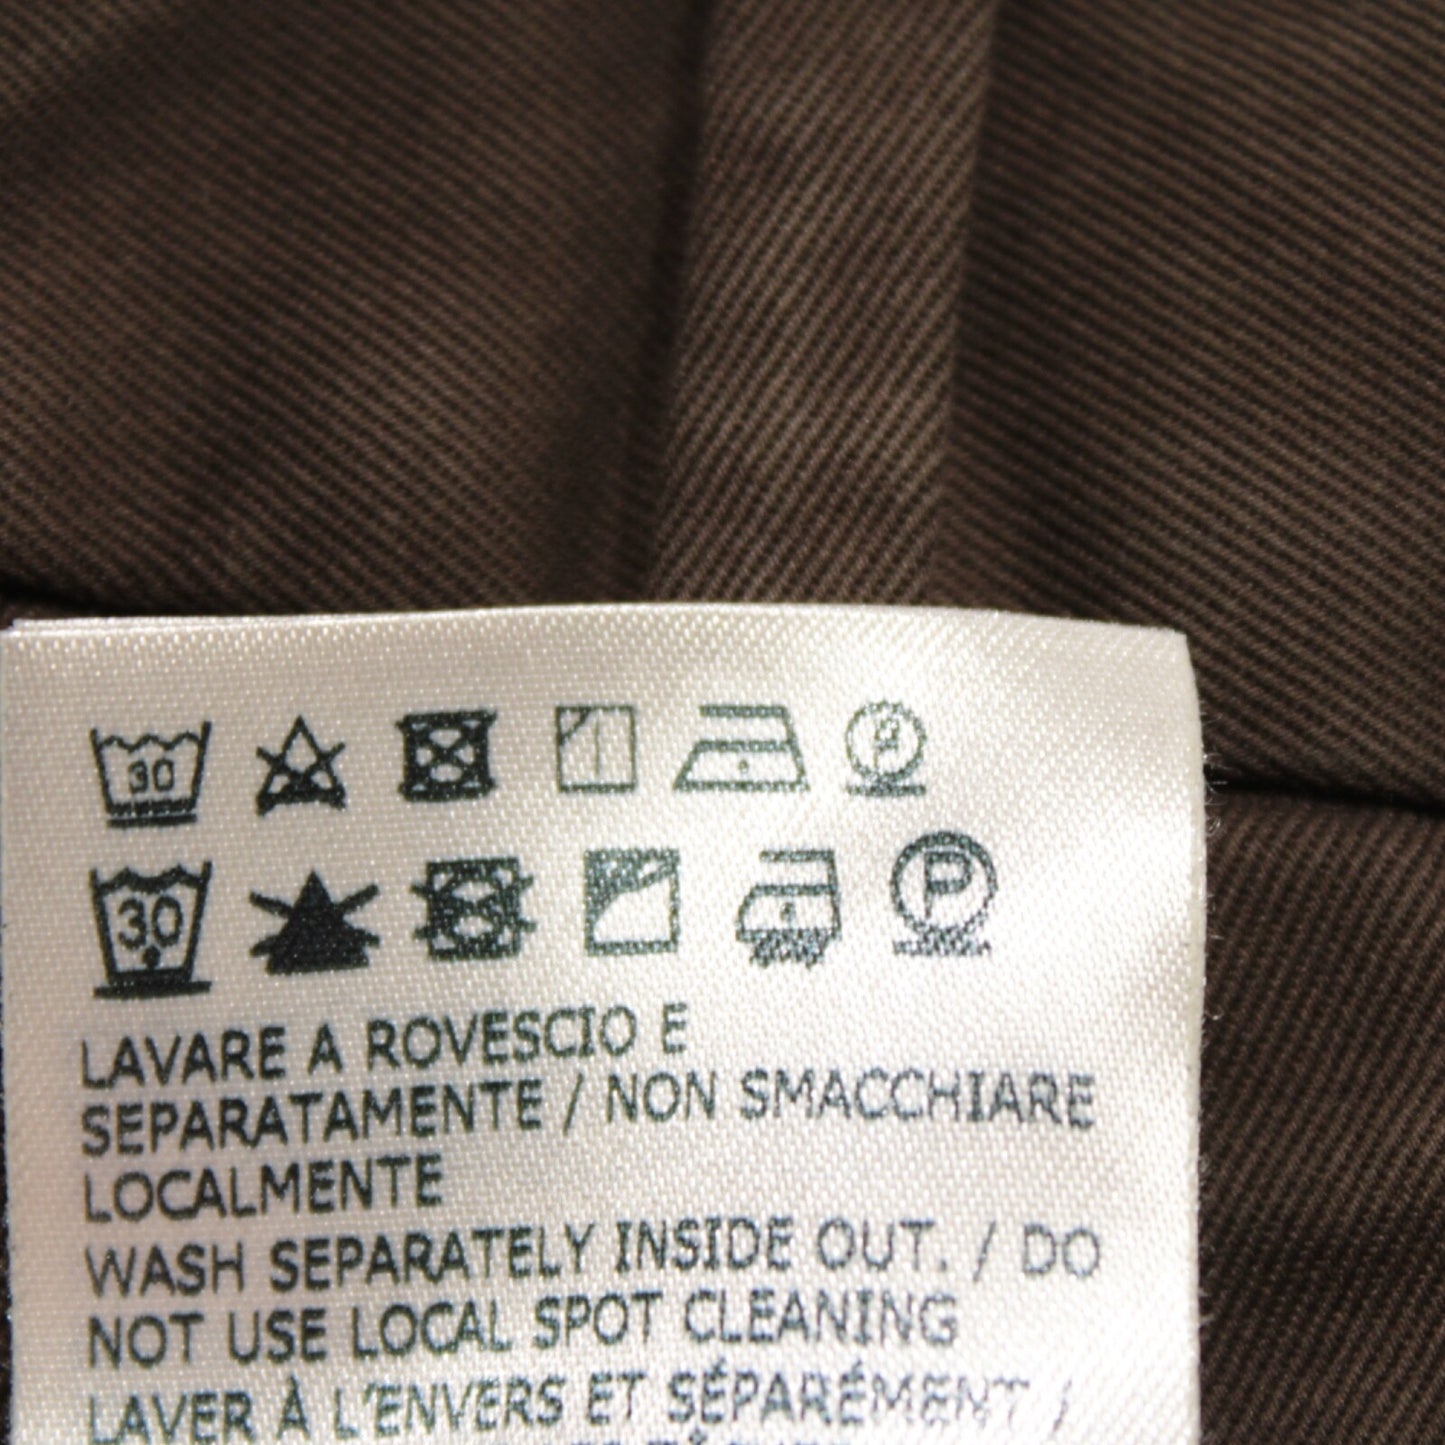 30 P
30 P
LAVARE A ROVESCIO E
SEPARATAMENTE / NON SMACCHIARE
LOCALMENTE
WASH SEPARATELY INSIDE OUT. / DO
NOT USE LOCAL SPOT CLEANING
LAVER À L'ENVERS ET SÉPARÉMENT /